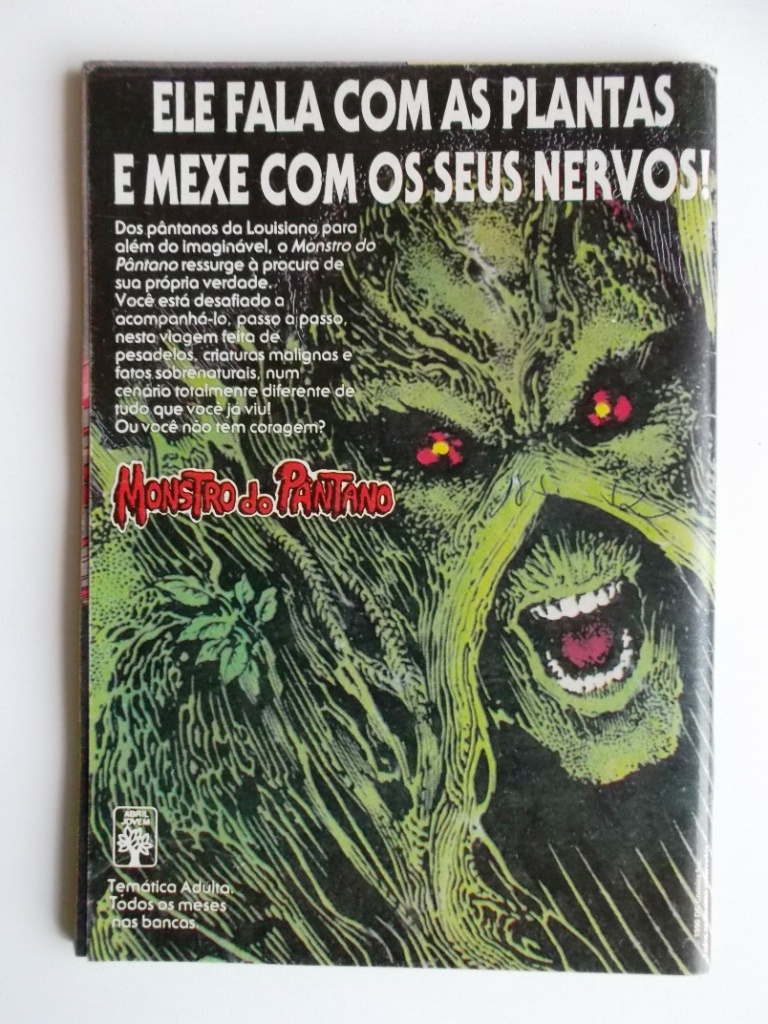 ELE FALA COM AS PLANTAS
E MEXE COM OS SEUS NERVOS!
Dos pântanos da Louisiana para
além do imaginável, o Monstro do
Pântano ressurge à procura de
sua própria verdade.
Você está desafiado a
acompanhá-lo, passo a passo,
nesta viagem feita de
pesadelos, criaturas malignas e
fatos sobrenaturais, num
cenário totalmente diferente de
tudo que você já viu!
Ou você não tem coragem?
MONSTRO do PÂNTANO
ABRIL
JOVEM
Temática Adulta.
Todos os meses
nas bancas.